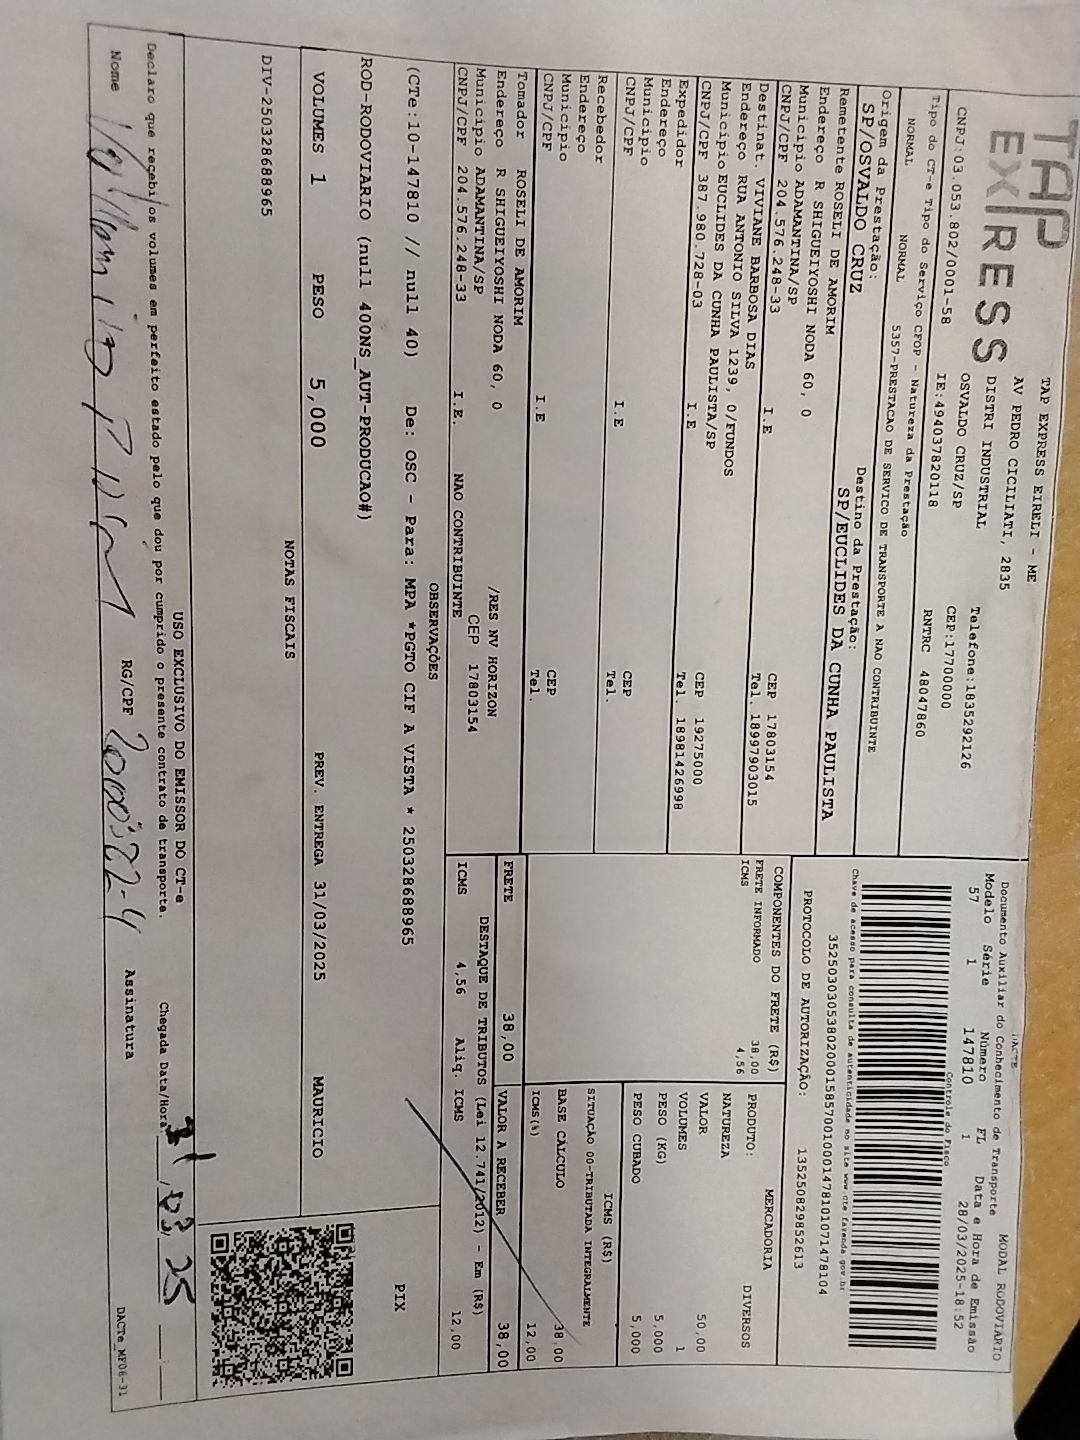 TAP EXPRESS
TAP EXPRESS EIRELI - ME
AV PEDRO CICILIATI, 2835
DISTRI INDUSTRIAL Telefone:1835292126
OSVALDO CRUZ/SP CEP:17700000
CNPJ:03.053.802/0001-58 IE:494037820118 RNTRC 48047860
DACTE MODAL RODOVIÁRIO
Documento Auxiliar do Conhecimento de Transporte
Modelo Série Número FL Data e Hora de Emissão
57 1 147810 1 28/03/2025-18:52
Controle do Fisco
Chave de acesso para consulta de autenticidade no site www.cte.fazenda.gov.br
35250303053802000158570010001478101071478104
PROTOCOLO DE AUTORIZAÇÃO: 135250829852613
Tipo do CT-e Tipo do Serviço CFOP - Natureza da Prestação
NORMAL NORMAL 5357-PRESTACAO DE SERVICO DE TRANSPORTE A NAO CONTRIBUINTE
Origem da Prestação: Destino da Prestação:
SP/OSVALDO CRUZ SP/EUCLIDES DA CUNHA PAULISTA
Remetente ROSELI DE AMORIM
Endereço R SHIGUEIYOSHI NODA 60, 0
Municipio ADAMANTINA/SP CEP 17803154
CNPJ/CPF 204.576.248-33 I.E Tel. 18997903015
Destinat. VIVIANE BARBOSA DIAS
Endereço RUA ANTONIO SILVA 1239, 0/FUNDOS
Municipio EUCLIDES DA CUNHA PAULISTA/SP CEP 19275000
CNPJ/CPF 387.980.728-03 I.E Tel. 18981426998
Expedidor
Endereço
Municipio CEP
CNPJ/CPF I.E Tel.
Recebedor
Endereço
Municipio CEP
CNPJ/CPF I.E Tel.
Tomador ROSELI DE AMORIM
Endereço R SHIGUEIYOSHI NODA 60, 0 /RES NV HORIZON
Municipio ADAMANTINA/SP CEP 17803154
CNPJ/CPF 204.576.248-33 I.E. NAO CONTRIBUINTE
COMPONENTES DO FRETE (R$)
FRETE INFORMADO 38,00
ICMS 4,56
MERCADORIA
PRODUTO: DIVERSOS
NATUREZA
VALOR 50,00
VOLUMES 1
PESO (KG) 5,000
PESO CUBADO 5,000
ICMS (R$)
SITUAÇÃO 00-TRIBUTADA INTEGRALMENTE
BASE CÁLCULO 38,00
ICMS(%) 12,00
FRETE 38,00 VALOR A RECEBER 38,00
DESTAQUE DE TRIBUTOS (Lei 12.741/2012) - Em (R$)
ICMS 4,56 Aliq. ICMS 12,00
OBSERVAÇÕES
(CTe:10-147810 // null 40) De: OSC - Para: MPA *PGTO CIF A VISTA * 250328688965
ROD-RODOVIARIO (null 400NS_AUT-PRODUCAO#)
PIX
VOLUMES 1 PESO 5,000 PREV. ENTREGA 31/03/2025 MAURICIO
NOTAS FISCAIS
DIV-250328688965
USO EXCLUSIVO DO EMISSOR DO CT-e
Declaro que recebi os volumes em perfeito estado pelo que dou por cumprido o presente contrato de transporte. Chegada Data/Hora 31/03/25
Nome RG/CPF Assinatura
DACTe_MF06-31